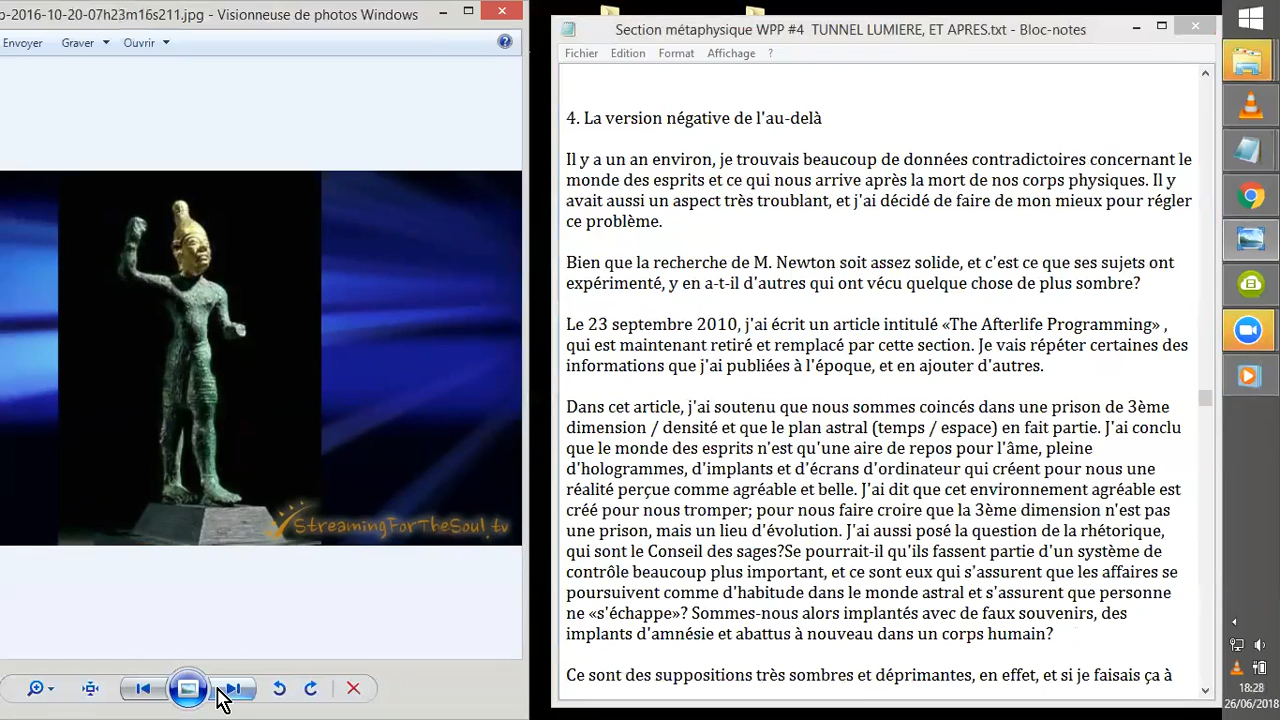 -2016_20-20_07h23m16s211.jpg - Visionneuse de photos Windows
Envoyer Graver Ouvrir
StreamingForTheSoul.tv
Section métaphysique WPP #4 TUNNEL LUMIERE, ET APRES.txt - Bloc-notes
Fichier Edition Format Affichage ?
4. La version négative de l'au-delà
Il y a un an environ, je trouvais beaucoup de données contradictoires concernant le
monde des esprits et ce qui nous arrive après la mort de nos corps physiques. Il y
avait aussi un aspect très troublant, et j'ai décidé de faire de mon mieux pour régler
ce problème.
Bien que la recherche de M. Newton soit assez solide, et c'est ce que ses sujets ont
expérimenté, y en a-t-il d'autres qui ont vécu quelque chose de plus sombre?
Le 23 septembre 2010, j'ai écrit un article intitulé «The Afterlife Programming» ,
qui est maintenant retiré et remplacé par cette section. Je vais répéter certaines des
informations que j'ai publiées à l'époque, et en ajouter d'autres.
Dans cet article, j'ai soutenu que nous sommes coincés dans une prison de 3ème
dimension / densité et que le plan astral (temps / espace) en fait partie. J'ai conclu
que le monde des esprits n'est qu'une aire de repos pour l'âme, pleine
d'hologrammes, d'implants et d'écrans d'ordinateur qui créent pour nous une
réalité perçue comme agréable et belle. J'ai dit que cet environnement agréable est
créé pour nous tromper; pour nous faire croire que la 3ème dimension n'est pas
une prison, mais un lieu d'évolution. J'ai aussi posé la question de la rhétorique,
qui sont le Conseil des sages?Se pourrait-il qu'ils fassent partie d'un système de
contrôle beaucoup plus important, et ce sont eux qui s'assurent que les affaires se
poursuivent comme d'habitude dans le monde astral et s'assurent que personne
ne «s'échappe»? Sommes-nous alors implantés avec de faux souvenirs, des
implants d'amnésie et abattus à nouveau dans un corps humain?
Ce sont des suppositions très sombres et déprimantes, en effet, et si je faisais ça à
18:28
26/06/2018